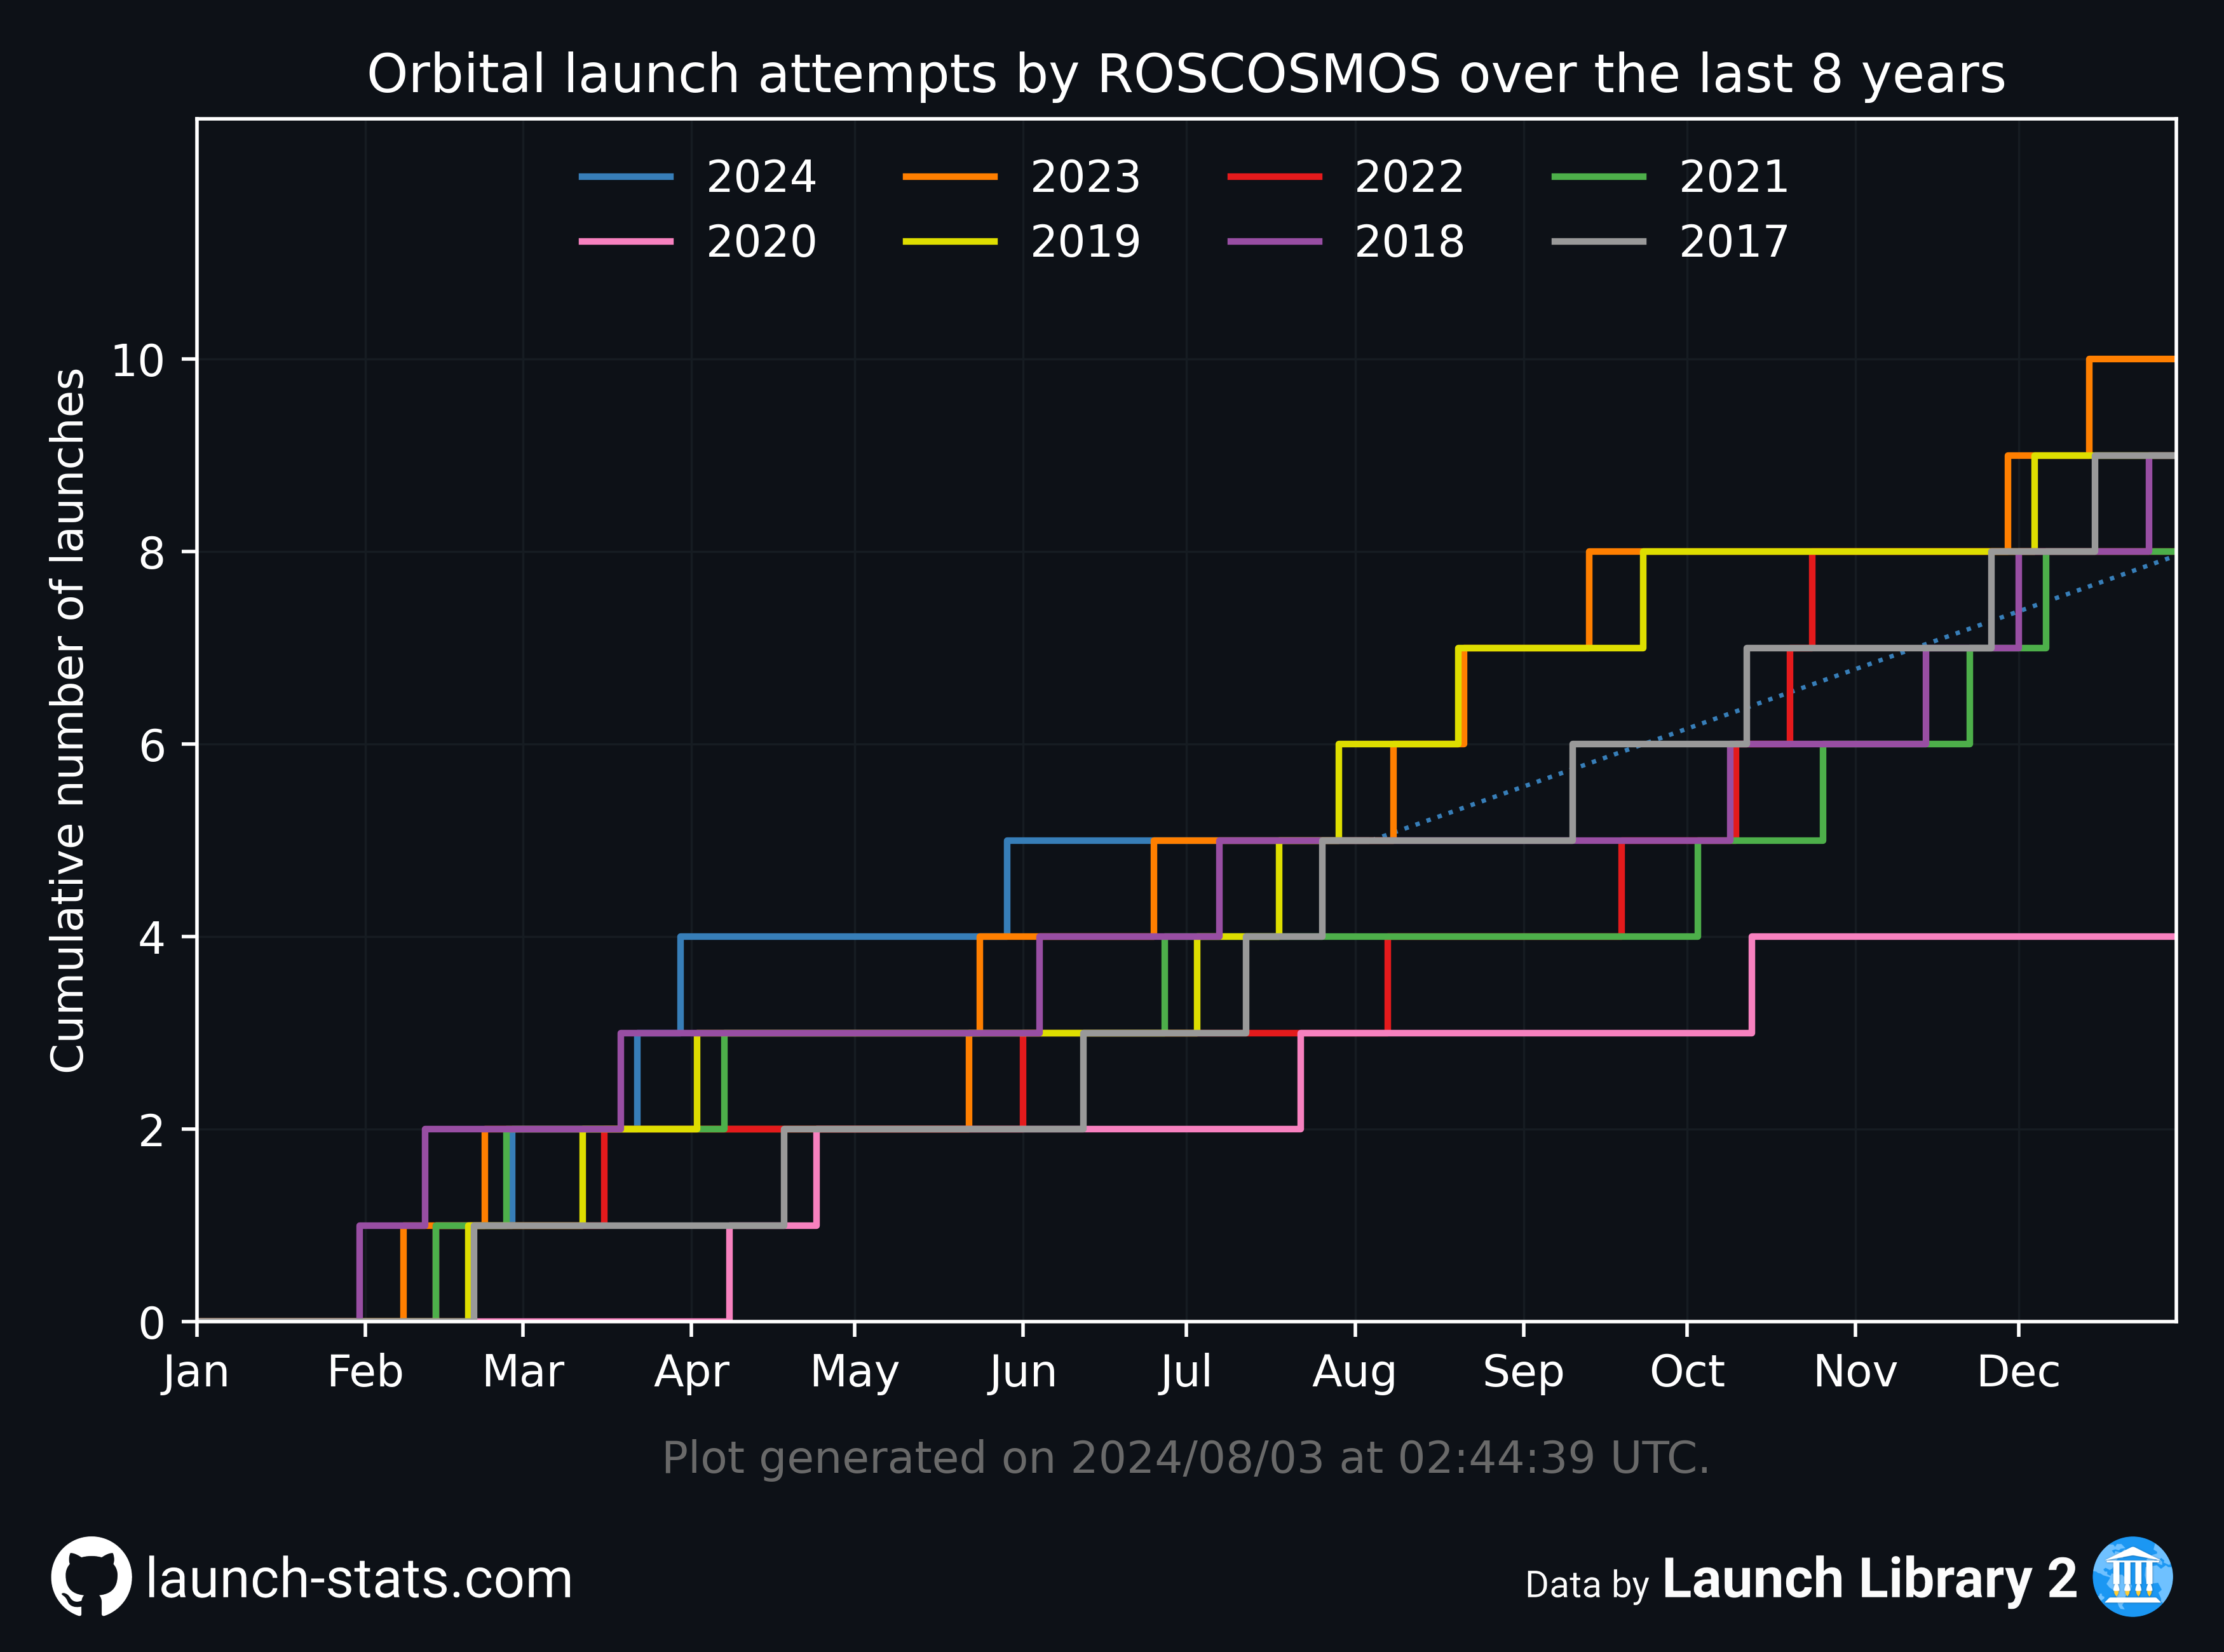 Orbital launch attempts by ROSCOSMOS over the last 8 years
2024 2023 2022 2021
2020 2019 2018 2017
Cumulative number of launches
10
8
6
4
2
0
Jan Feb Mar Apr May Jun Jul Aug Sep Oct Nov Dec
Plot generated on 2024/08/03 at 02:44:39 UTC.
launch-stats.com
Data by Launch Library 2